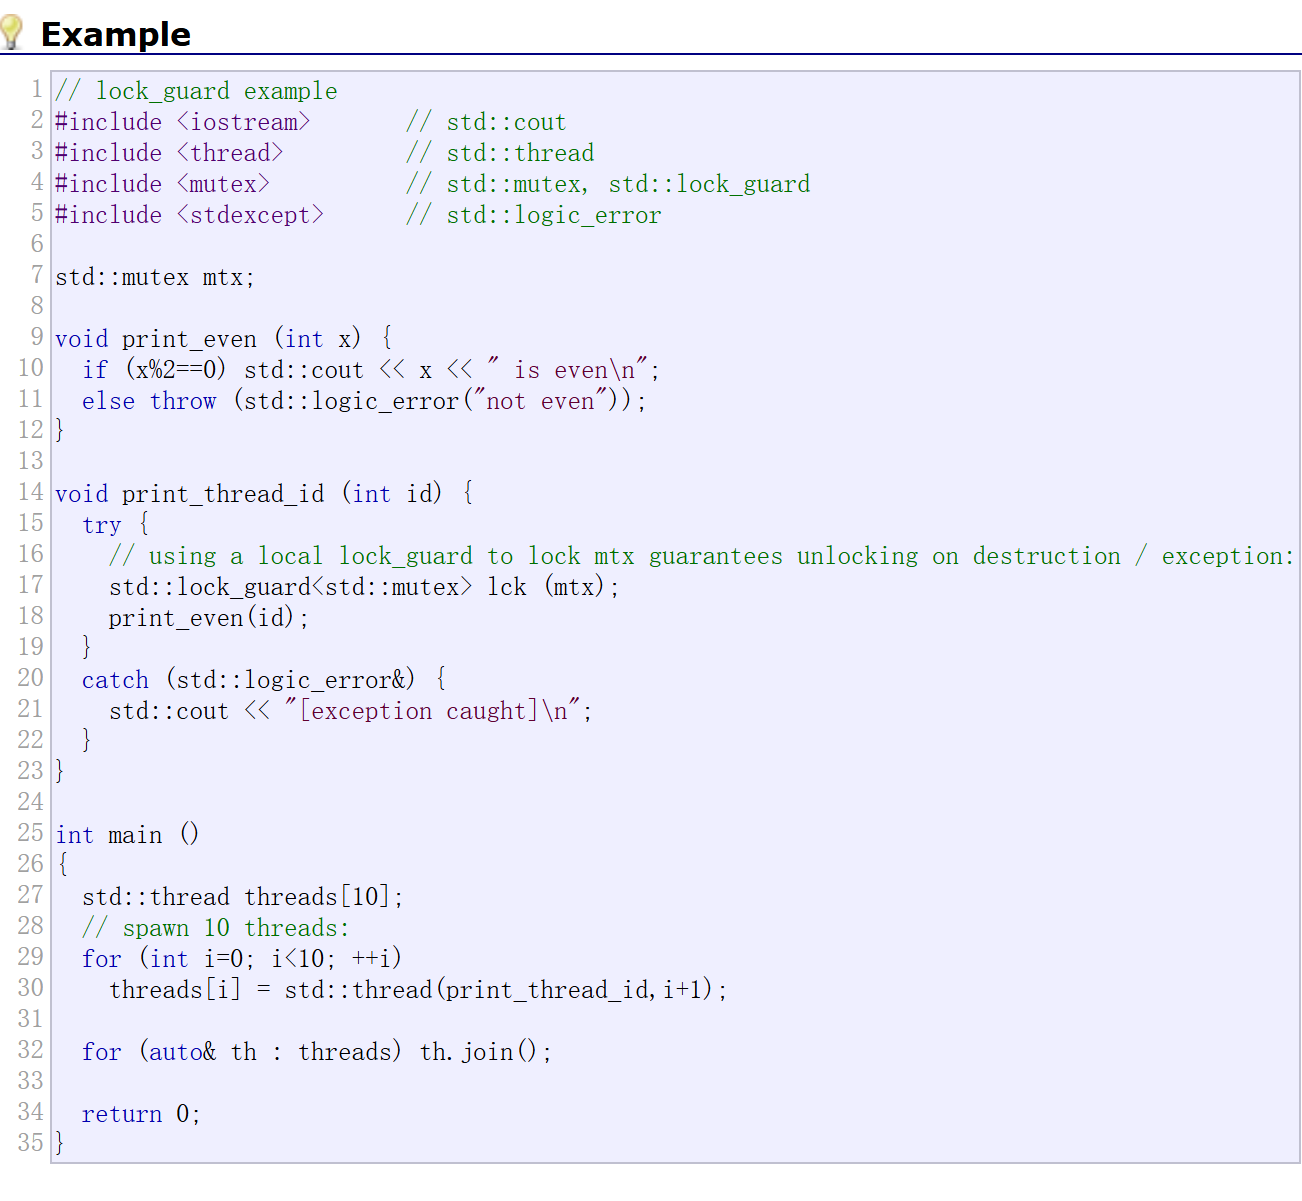 Example
1 // lock_guard example
2 #include <iostream>       // std::cout
3 #include <thread>         // std::thread
4 #include <mutex>          // std::mutex, std::lock_guard
5 #include <stdexcept>      // std::logic_error
6
7 std::mutex mtx;
8
9 void print_even (int x) {
10   if (x%2==0) std::cout << x << " is even\n";
11   else throw (std::logic_error("not even"));
12 }
13
14 void print_thread_id (int id) {
15   try {
16     // using a local lock_guard to lock mtx guarantees unlocking on destruction / exception:
17     std::lock_guard<std::mutex> lck (mtx);
18     print_even(id);
19   }
20   catch (std::logic_error&) {
21     std::cout << "[exception caught]\n";
22   }
23 }
24
25 int main ()
26 {
27   std::thread threads[10];
28   // spawn 10 threads:
29   for (int i=0; i<10; ++i)
30     threads[i] = std::thread(print_thread_id,i+1);
31
32   for (auto& th : threads) th.join();
33
34   return 0;
35 }